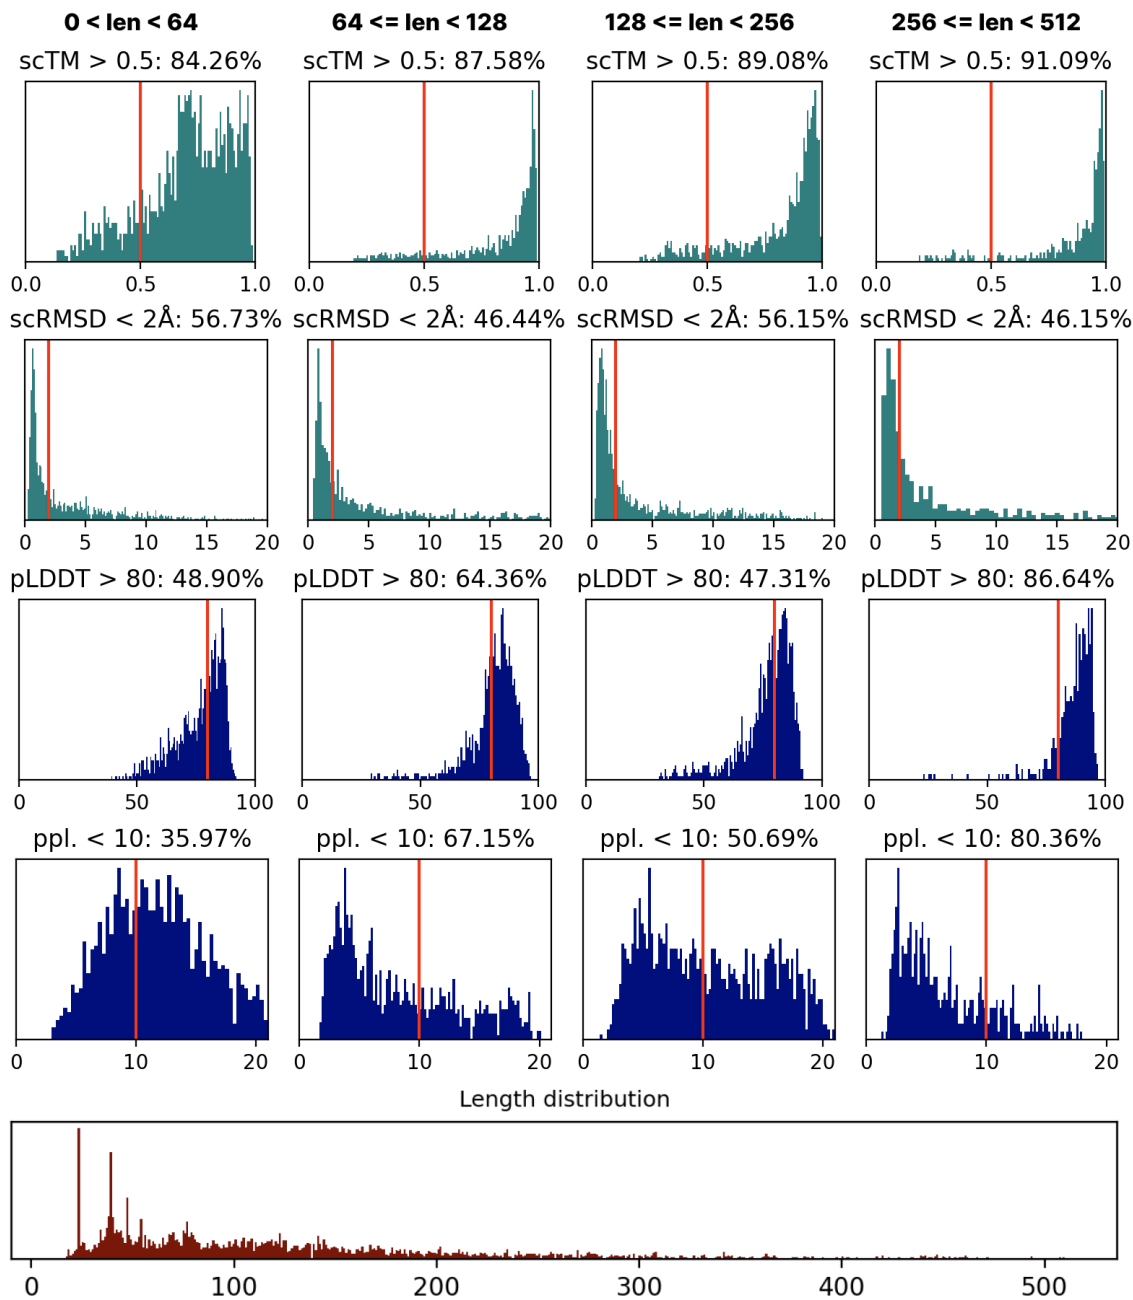 0 < len < 64 64 <= len < 128 128 <= len < 256 256 <= len < 512
scTM > 0.5: 84.26% scTM > 0.5: 87.58% scTM > 0.5: 89.08% scTM > 0.5: 91.09%
0.0 0.5 1.0 0.0 0.5 1.0 0.0 0.5 1.0 0.0 0.5 1.0
scRMSD < 2Å: 56.73% scRMSD < 2Å: 46.44% scRMSD < 2Å: 56.15% scRMSD < 2Å: 46.15%
0 5 10 15 20 0 5 10 15 20 0 5 10 15 20 0 5 10 15 20
pLDDT > 80: 48.90% pLDDT > 80: 64.36% pLDDT > 80: 47.31% pLDDT > 80: 86.64%
0 50 100 0 50 100 0 50 100 0 50 100
ppl. < 10: 35.97% ppl. < 10: 67.15% ppl. < 10: 50.69% ppl. < 10: 80.36%
0 10 20 0 10 20 0 10 20 0 10 20
Length distribution
0 100 200 300 400 500